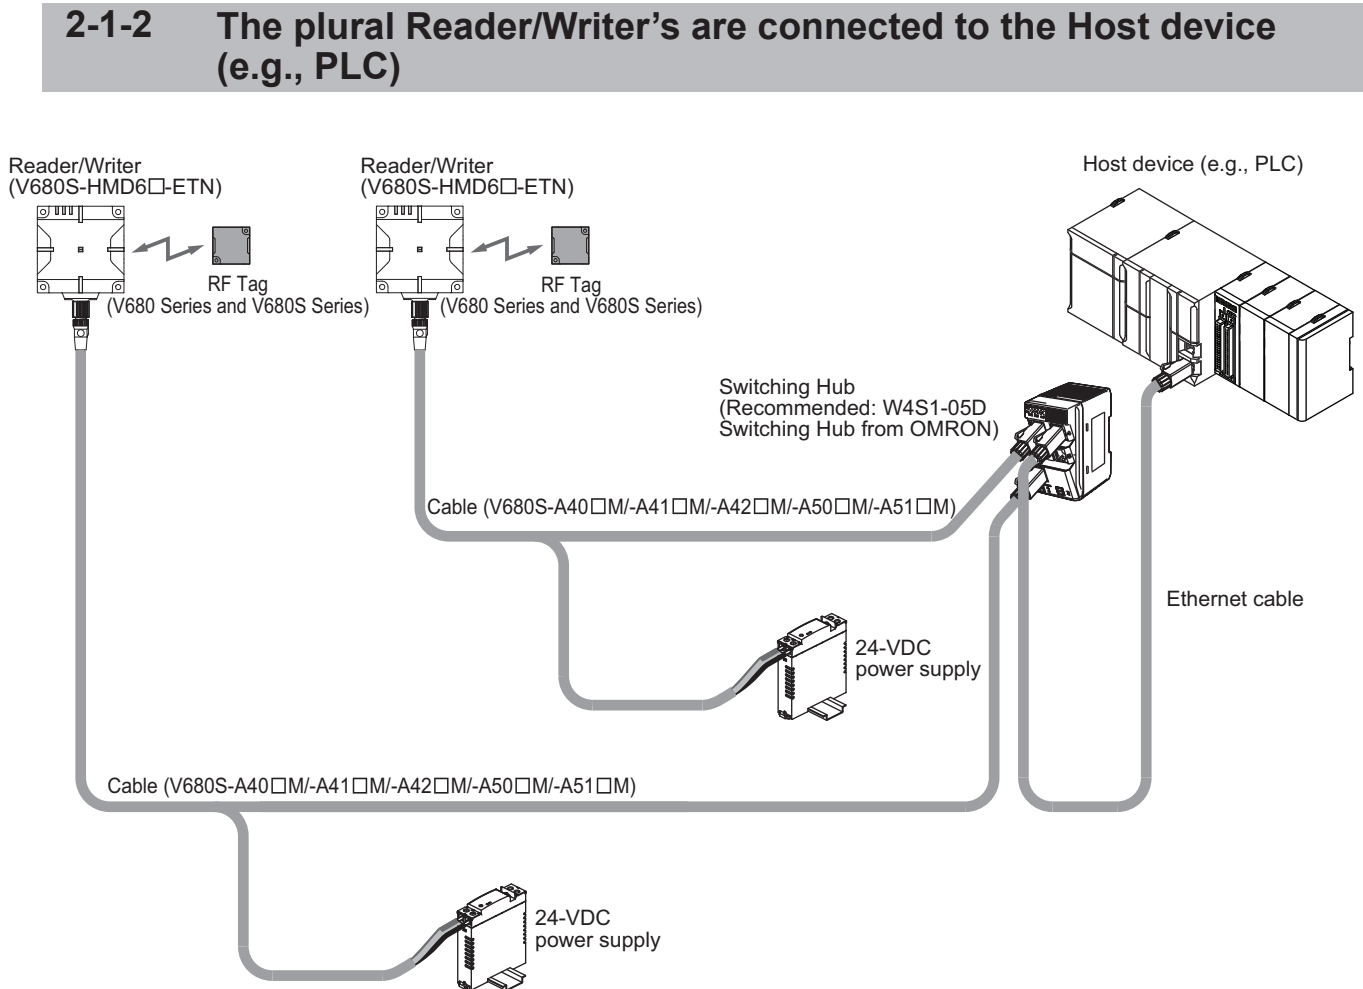 2-1-2 The plural Reader/Writer's are connected to the Host device
(e.g., PLC)
Reader/Writer
(V680S-HMD6□-ETN)
Reader/Writer
(V680S-HMD6□-ETN)
Host device (e.g., PLC)
RF Tag
(V680 Series and V680S Series)
RF Tag
(V680 Series and V680S Series)
Switching Hub
(Recommended: W4S1-05D
Switching Hub from OMRON)
Cable (V680S-A40□M/-A41□M/-A42□M/-A50□M/-A51□M)
Ethernet cable
24-VDC
power supply
Cable (V680S-A40□M/-A41□M/-A42□M/-A50□M/-A51□M)
24-VDC
power supply